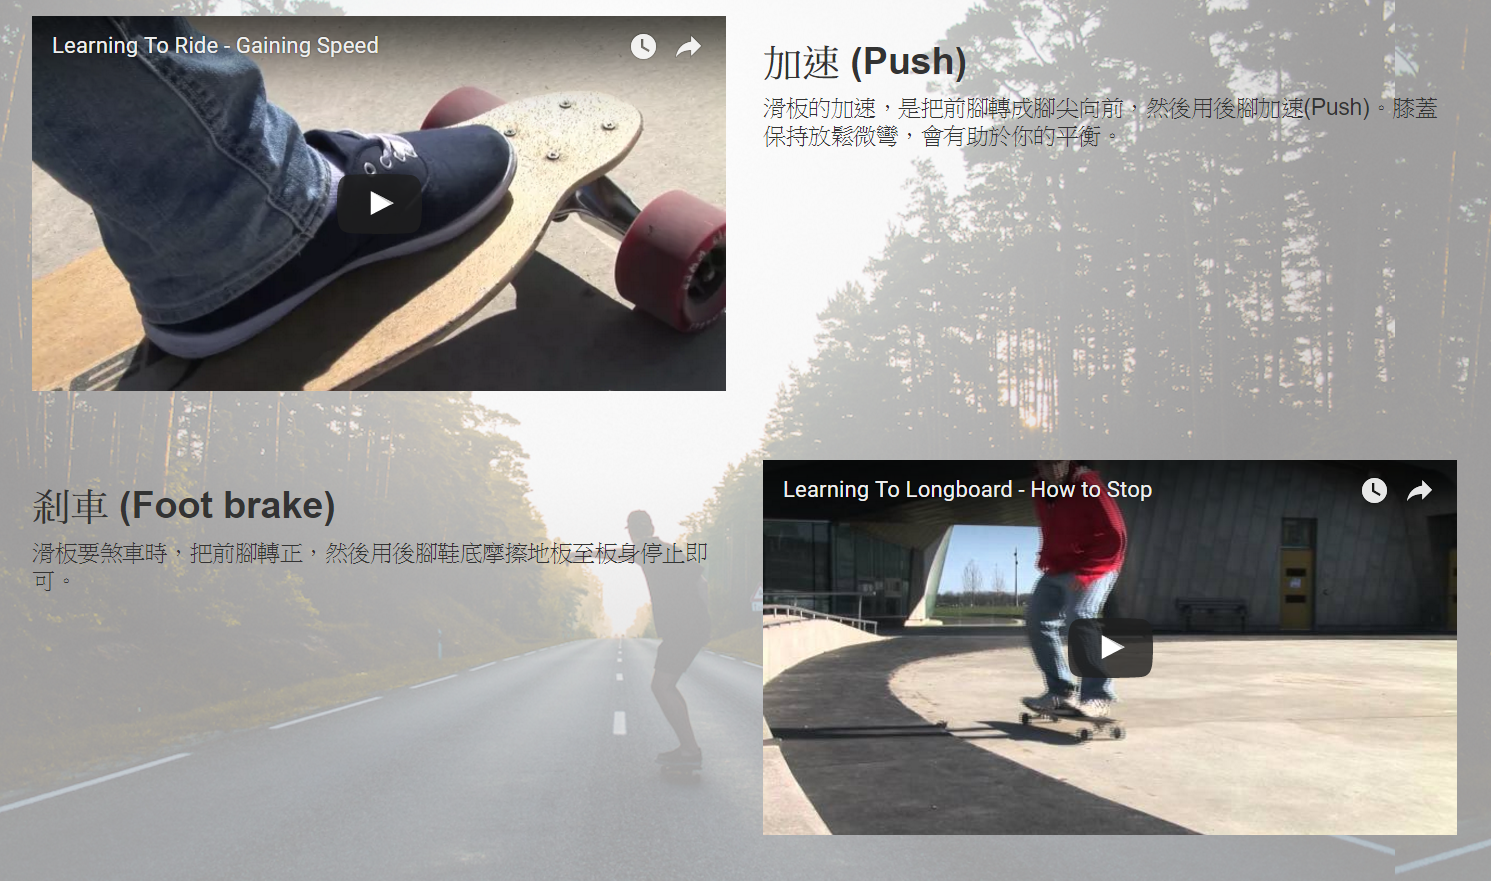 Learning To Ride - Gaining Speed
加速 (Push)
滑板的加速，是把前腳轉成腳尖向前，然後用後腳加速(Push)。膝蓋
保持放鬆微彎，會有助於你的平衡。
剎車 (Foot brake)
滑板要煞車時，把前腳轉正，然後用後腳鞋底摩擦地板至板身停止即
可。
Learning To Longboard - How to Stop